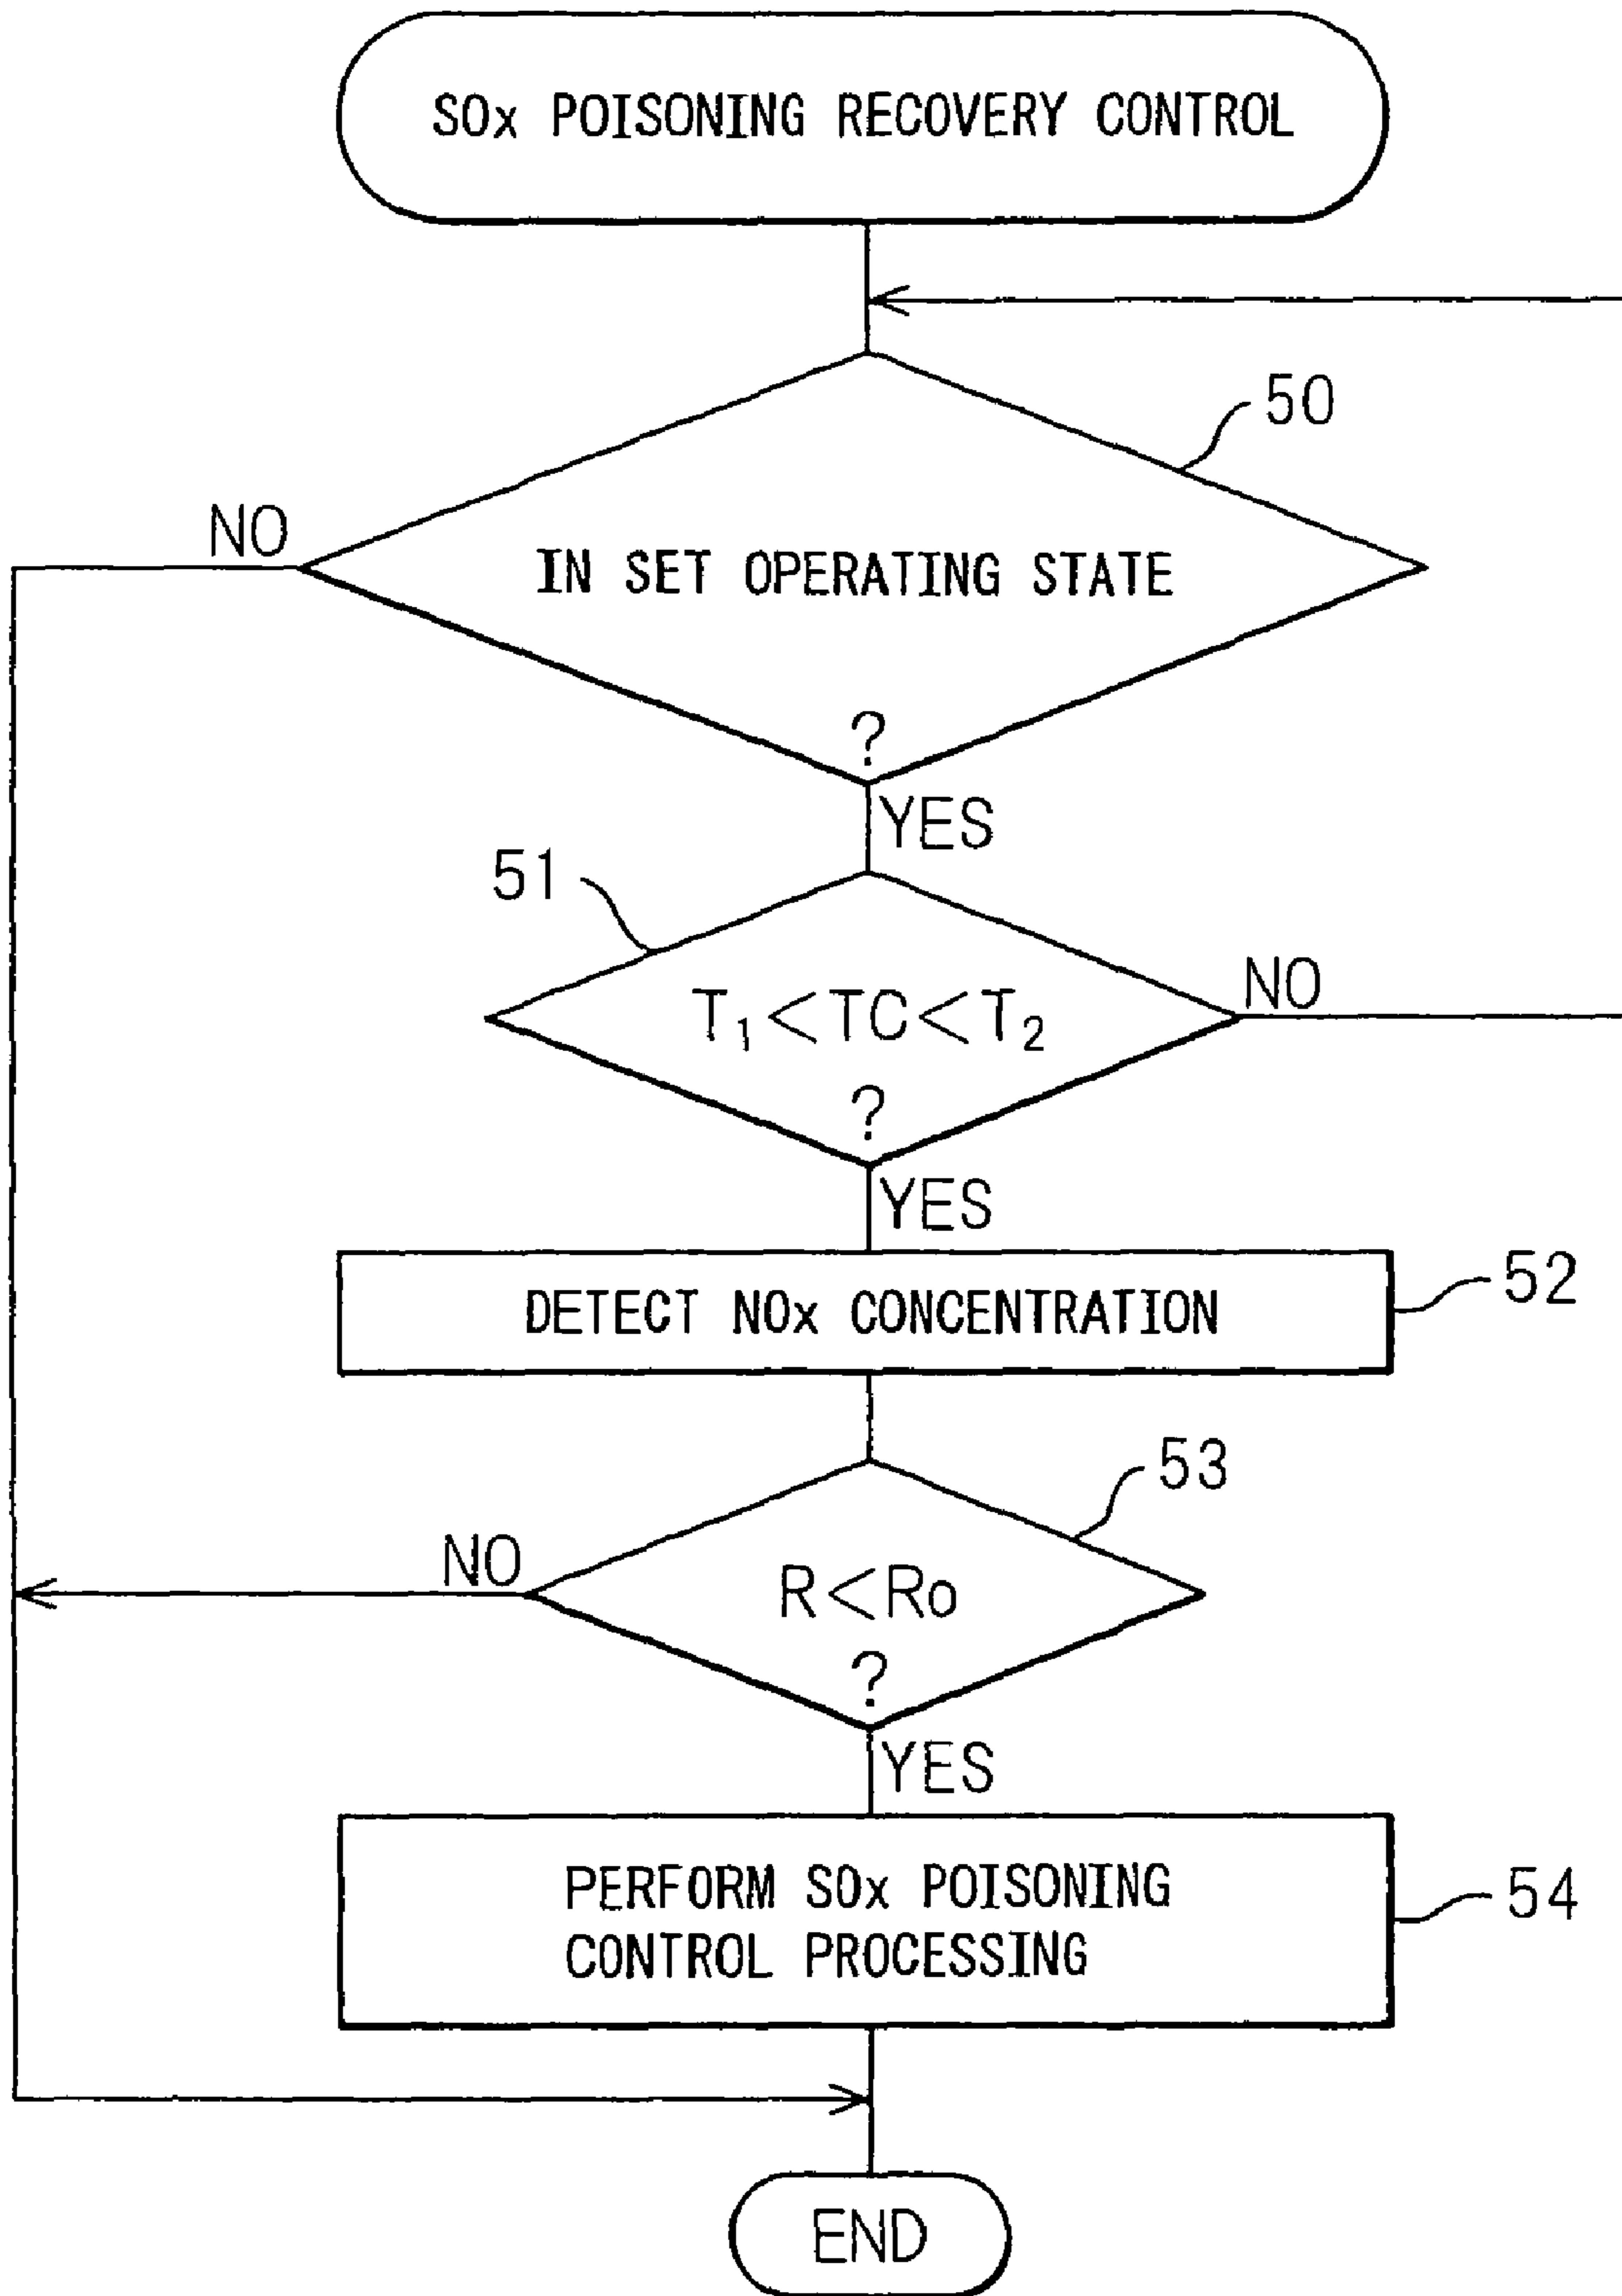 SOx POISONING RECOVERY CONTROL
50
NO
IN SET OPERATING STATE
?
YES
51
T₁<TC<T₂
NO
?
YES
DETECT NOx CONCENTRATION
52
53
NO
R<Ro
?
YES
PERFORM SOx POISONING
CONTROL PROCESSING
54
END